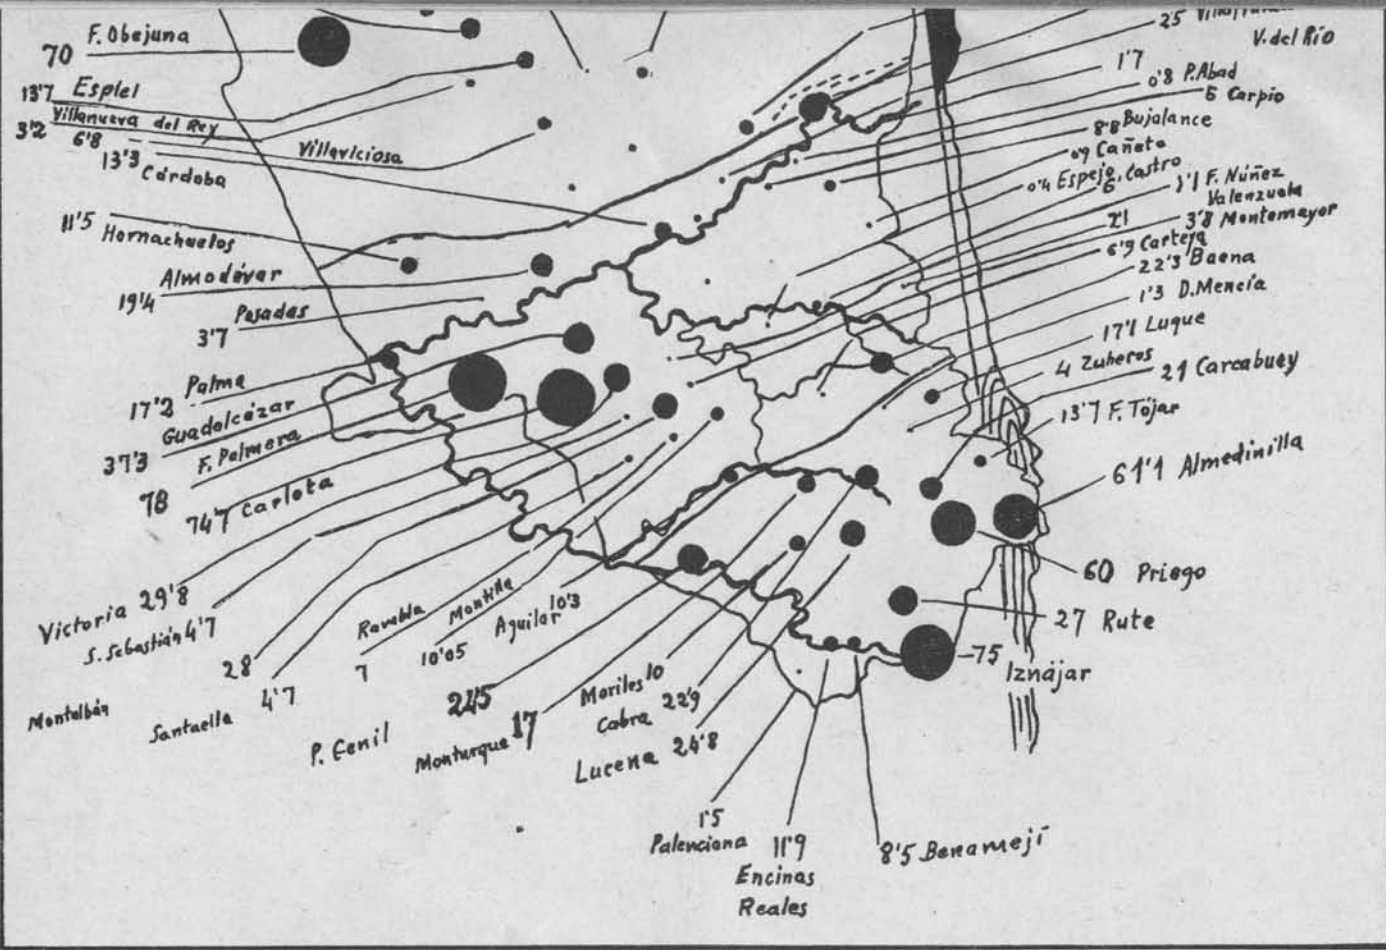 70 F. Obejuna
13'7 Espiel
3'2 Villanueva del Rey
6'8 Villaviciosa
13'3 Córdoba
11'5 Hornachuelos
Almodóvar
19'4
Posadas
3'7
Palma
17'2
Guadalcázar
37'3
F. Palmera
78
74'7 Carlota
Victoria 29'8
S. Sebastián 4'7
28
Montalbán
Santaella 4'7
Rambla
7
Montilla
10'05
Aguilar 10'3
P. Genil 24'5
Monturque 17
Moriles 10
Cabra 22'9
Lucena 24'8
1'5
Palenciana
11'9
Encinas
Reales
8'5 Benamejí
25
V. del Río
1'7
0'8 P. Abad
6 Carpio
8'8 Bujalance
0'9 Cañete
0'4 Espejo, Castro
6
1'1 F. Núñez
Valenzuela
21
3'8 Montemayor
6'9 Carteya
22'3 Baena
1'3 D. Mencía
17'1 Luque
4 Zuheros
21 Carcabuey
13'7 F. Tójar
61'1 Almedinilla
60 Priego
27 Rute
75
Iznájar